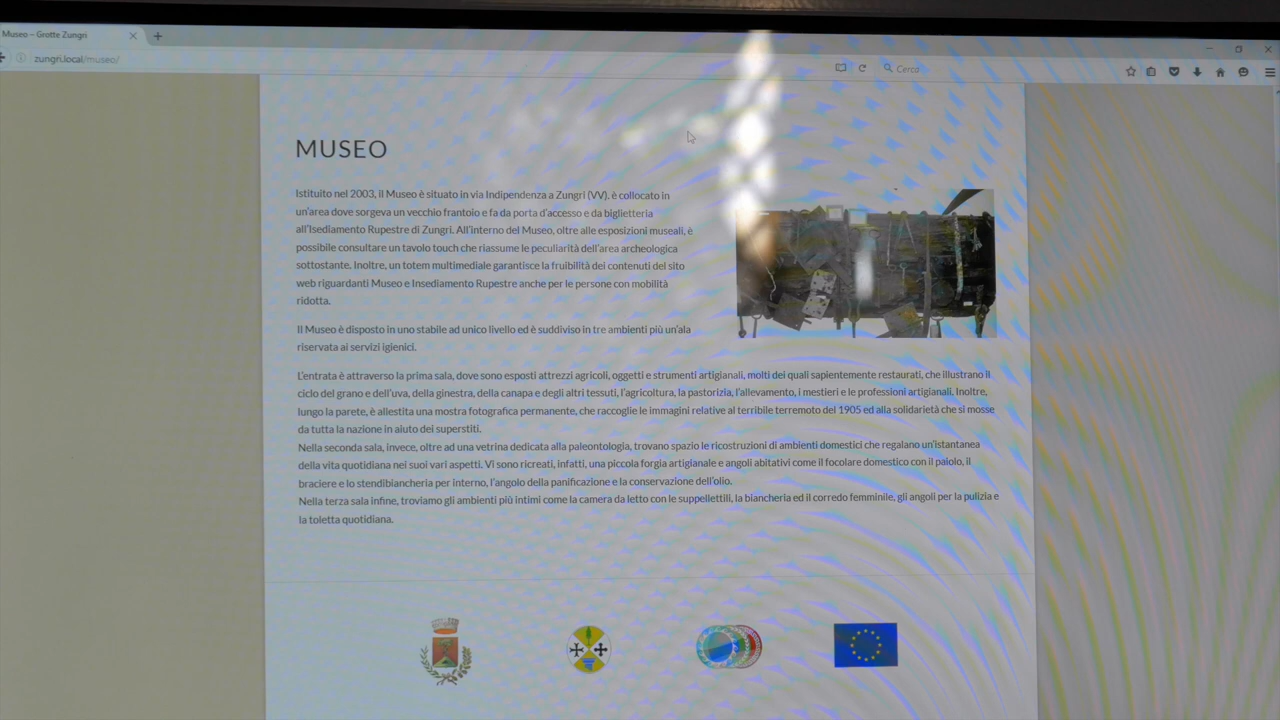 Museo – Grotte Zungri
zungri.local/museo/
Cerca
MUSEO
Istituito nel 2003, il Museo è situato in via Indipendenza a Zungri (VV). è collocato in
un'area dove sorgeva un vecchio frantoio e fa da porta d'accesso e da biglietteria
all'Isediamento Rupestre di Zungri. All'interno del Museo, oltre alle esposizioni museali, è
possibile consultare un tavolo touch che riassume le peculiarità dell'area archeologica
sottostante. Inoltre, un totem multimediale garantisce la fruibilità dei contenuti del sito
web riguardanti Museo e Insediamento Rupestre anche per le persone con mobilità
ridotta.
Il Museo è disposto in uno stabile ad unico livello ed è suddiviso in tre ambienti più un'ala
riservata ai servizi igienici.
L'entrata è attraverso la prima sala, dove sono esposti attrezzi agricoli, oggetti e strumenti artigianali, molti dei quali sapientemente restaurati, che illustrano il
ciclo del grano e dell'uva, della ginestra, della canapa e degli altri tessuti, l'agricoltura, la pastorizia, l'allevamento, i mestieri e le professioni artigianali. Inoltre,
lungo la parete, è allestita una mostra fotografica permanente, che raccoglie le immagini relative al terribile terremoto del 1905 ed alla solidarietà che si mosse
da tutta la nazione in aiuto dei superstiti.
Nella seconda sala, invece, oltre ad una vetrina dedicata alla paleontologia, trovano spazio le ricostruzioni di ambienti domestici che regalano un'istantanea
della vita quotidiana nei suoi vari aspetti. Vi sono ricreati, infatti, una piccola forgia artigianale e angoli abitativi come il focolare domestico con il paiolo, il
braciere e lo stendibiancheria per interno, l'angolo della panificazione e la conservazione dell'olio.
Nella terza sala infine, troviamo gli ambienti più intimi come la camera da letto con le suppellettili, la biancheria ed il corredo femminile, gli angoli per la pulizia e
la toletta quotidiana.